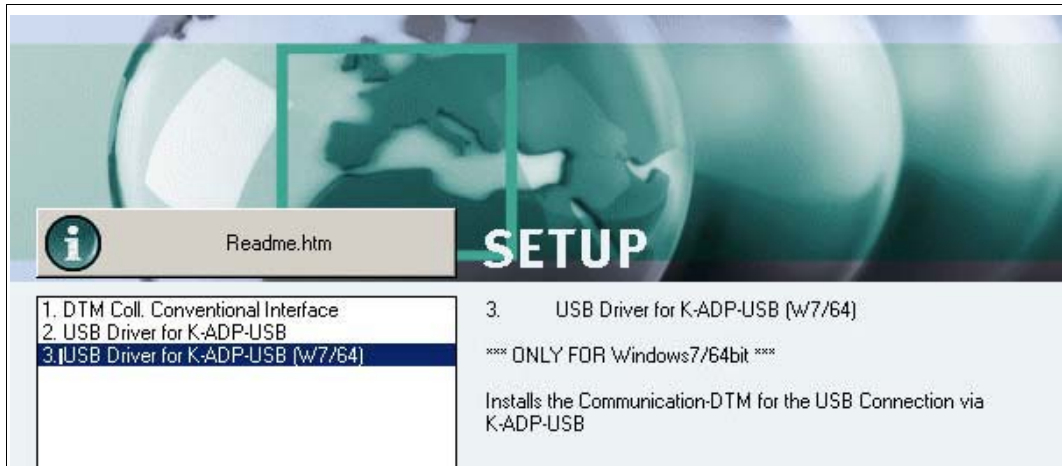 Readme.htm
SETUP
1. DTM Coll. Conventional Interface
2. USB Driver for K-ADP-USB
3. USB Driver for K-ADP-USB (W7/64)
3. USB Driver for K-ADP-USB (W7/64)
*** ONLY FOR Windows7/64bit ***
Installs the Communication-DTM for the USB Connection via
K-ADP-USB